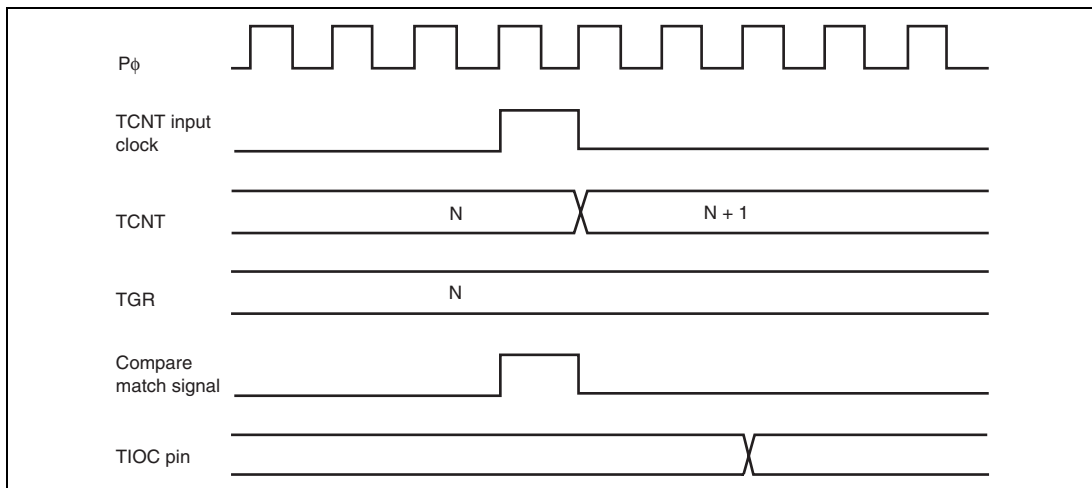 Pϕ
TCNT input
clock
TCNT
N
N + 1
TGR
N
Compare
match signal
TIOC pin